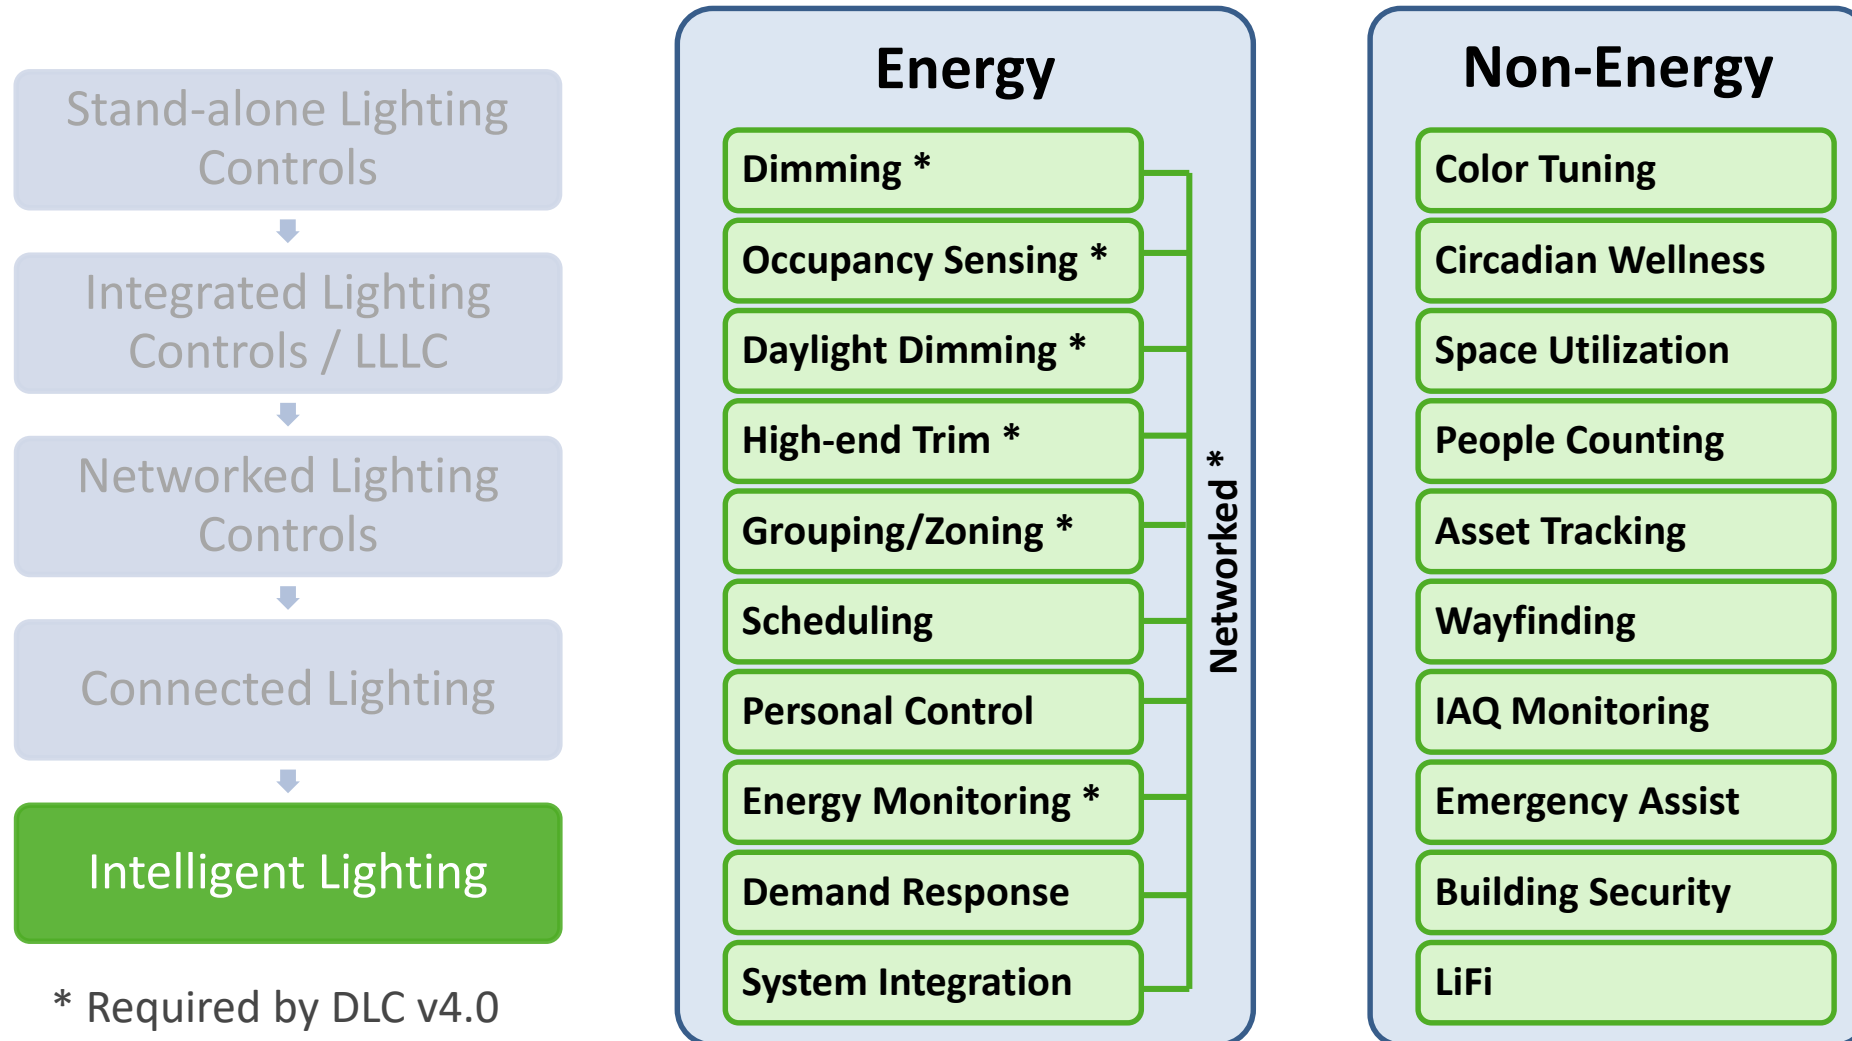 Stand-alone Lighting
Controls
Integrated Lighting
Controls / LLLC
Networked Lighting
Controls
Connected Lighting
Intelligent Lighting
* Required by DLC v4.0
Energy
Dimming *
Occupancy Sensing *
Daylight Dimming *
High-end Trim *
Grouping/Zoning *
Scheduling
Personal Control
Energy Monitoring *
Demand Response
System Integration
Networked *
Non-Energy
Color Tuning
Circadian Wellness
Space Utilization
People Counting
Asset Tracking
Wayfinding
IAQ Monitoring
Emergency Assist
Building Security
LiFi